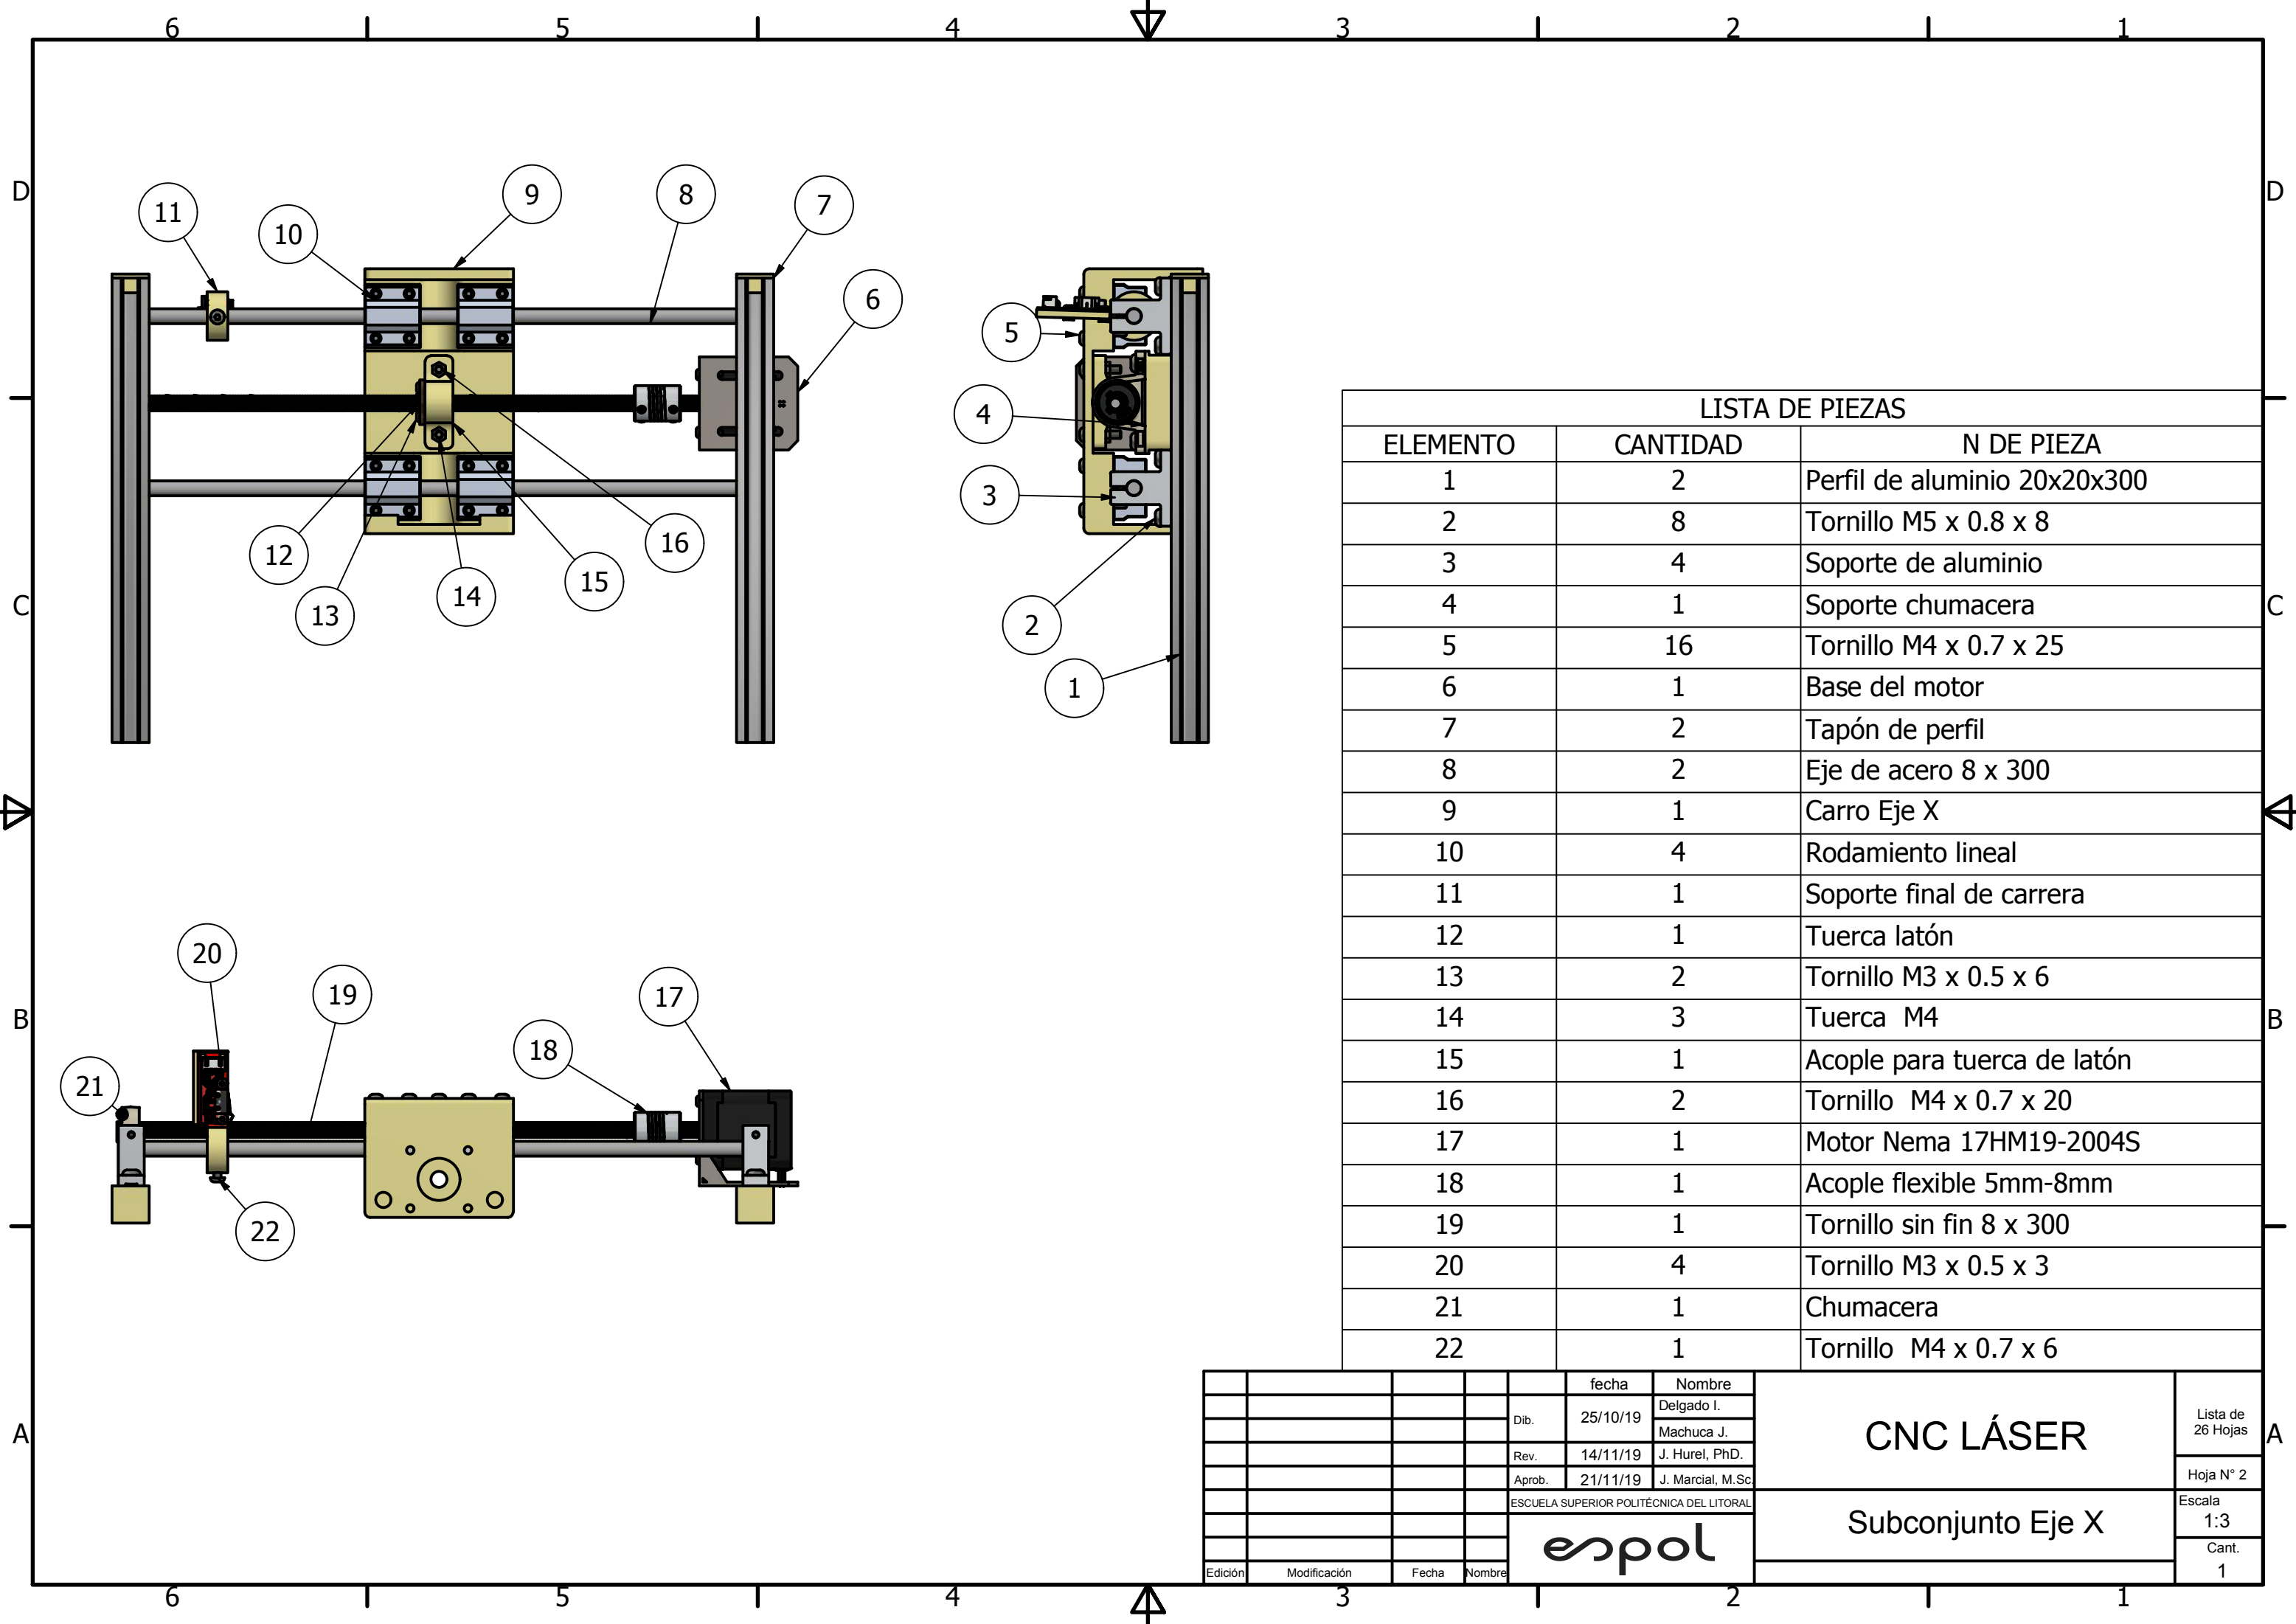 6 5 4 3 2 1
D D
11 10 9 8 7
6
5
4
3
12 13 14 15 16
2
1
C C
LISTA DE PIEZAS
ELEMENTO CANTIDAD N DE PIEZA
1 2 Perfil de aluminio 20x20x300
2 8 Tornillo M5 x 0.8 x 8
3 4 Soporte de aluminio
4 1 Soporte chumacera
5 16 Tornillo M4 x 0.7 x 25
6 1 Base del motor
7 2 Tapón de perfil
8 2 Eje de acero 8 x 300
9 1 Carro Eje X
10 4 Rodamiento lineal
11 1 Soporte final de carrera
12 1 Tuerca latón
13 2 Tornillo M3 x 0.5 x 6
14 3 Tuerca M4
15 1 Acople para tuerca de latón
16 2 Tornillo M4 x 0.7 x 20
17 1 Motor Nema 17HM19-2004S
18 1 Acople flexible 5mm-8mm
19 1 Tornillo sin fin 8 x 300
20 4 Tornillo M3 x 0.5 x 3
21 1 Chumacera
22 1 Tornillo M4 x 0.7 x 6
20 19 17
18
21
22
B B
A A
fecha Nombre
Dib. 25/10/19 Delgado I.
Machuca J.
Rev. 14/11/19 J. Hurel, PhD.
Aprob. 21/11/19 J. Marcial, M.Sc.
ESCUELA SUPERIOR POLITÉCNICA DEL LITORAL
espol
Edición Modificación Fecha Nombre
CNC LÁSER
Subconjunto Eje X
Lista de
26 Hojas
Hoja N° 2
Escala
1:3
Cant.
1
6 5 4 3 2 1